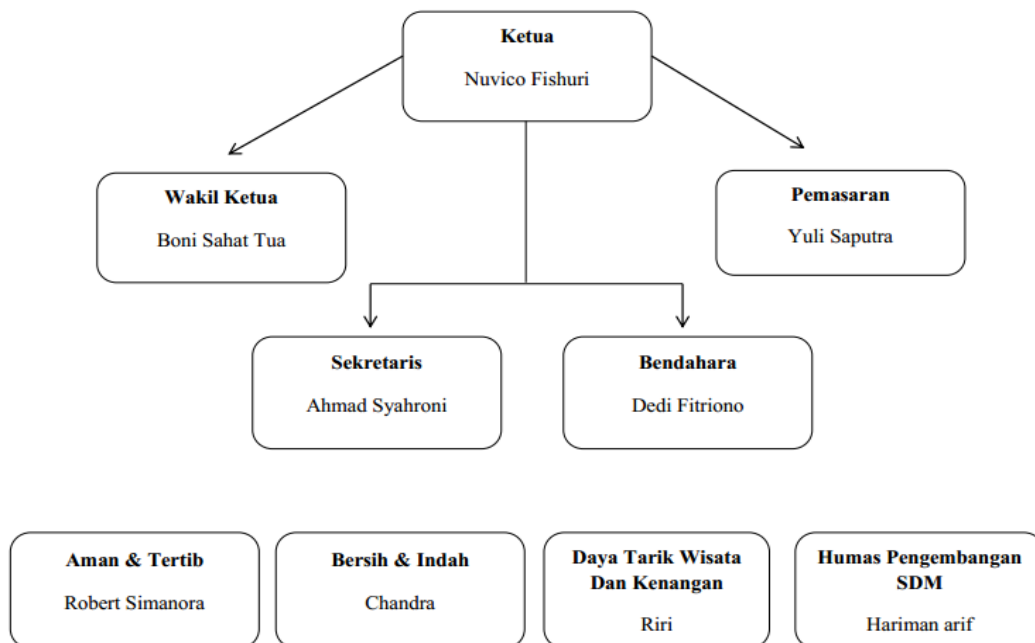 Ketua
Nuvico Fishuri
Wakil Ketua
Boni Sahat Tua
Pemasaran
Yuli Saputra
Sekretaris
Ahmad Syahroni
Bendahara
Dedi Fitriono
Aman & Tertib
Robert Simanora
Bersih & Indah
Chandra
Daya Tarik Wisata
Dan Kenangan
Riri
Humas Pengembangan
SDM
Hariman arif